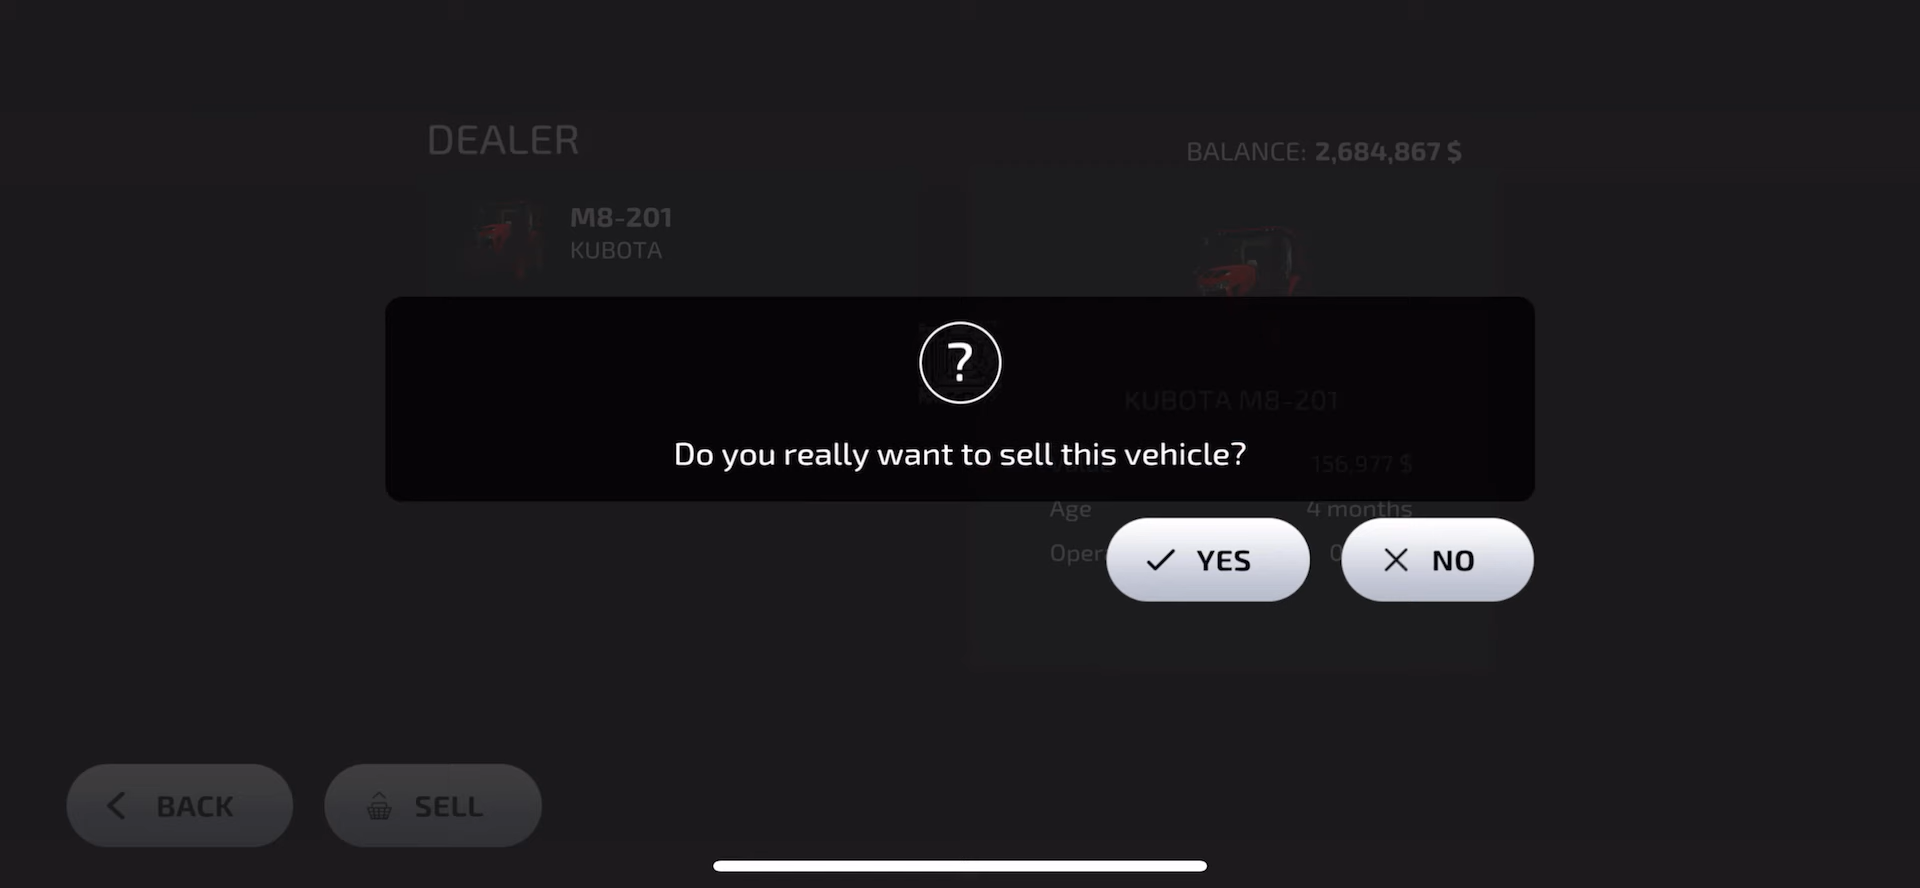 DEALER
BALANCE: 2,684,867 $
M8-201
KUBOTA
?
KUBOTA M8-201
Do you really want to sell this vehicle?
156,977 $
Age 4 months
YES
NO
BACK
SELL